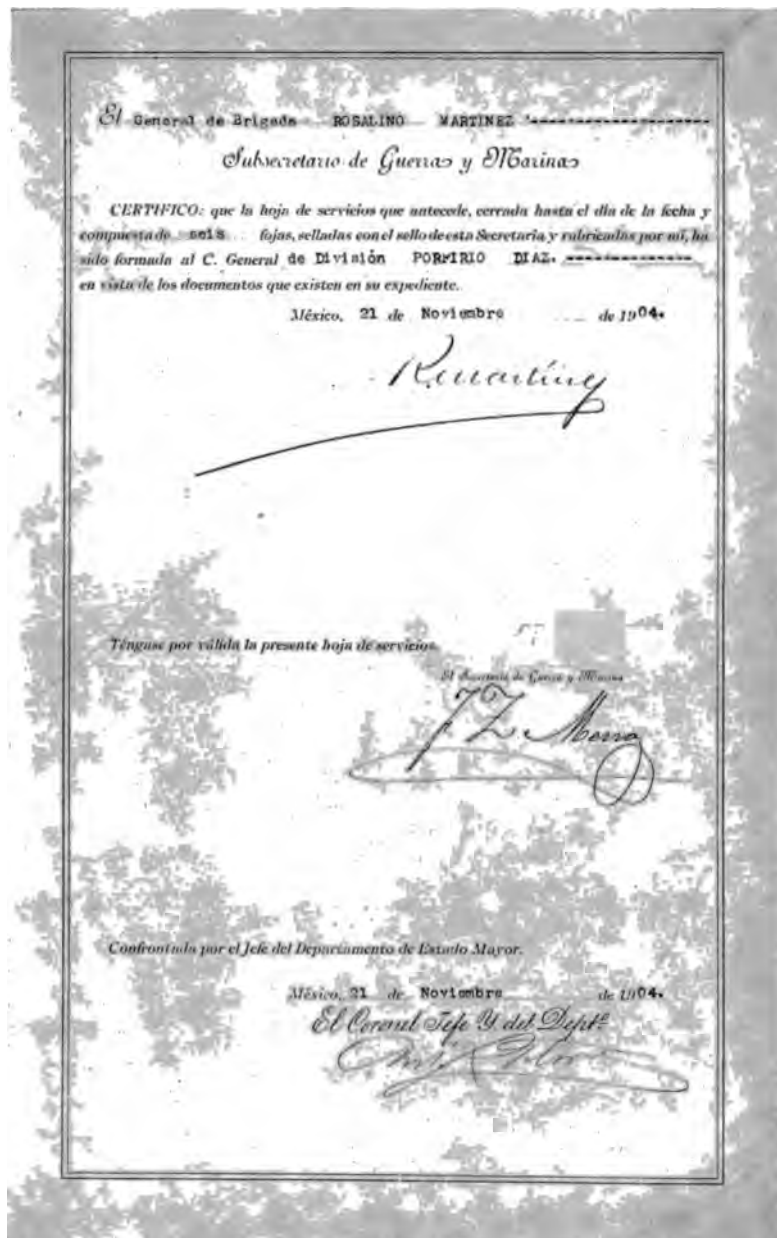 El General de Brigada ROSALINO MARTINEZ --------------------
Subsecretario de Guerra y Marina
CERTIFICO: que la hoja de servicios que antecede, cerrada hasta el día de la fecha y
compuesta de seis fojas, selladas con el sello de esta Secretaria y rubricadas por mí, ha
sido formada al C. General de División PORFIRIO DIAZ. ---------------
en vista de los documentos que existen en su expediente.
México, 21 de Noviembre de 1904.
R Martínez
Téngase por válida la presente hoja de servicios.
El Secretario de Guerra y Marina
F Z Mena
Confrontada por el Jefe del Departamento de Estado Mayor.
México, 21 de Noviembre de 1904.
El Coronel Jefe Y. del Deptº